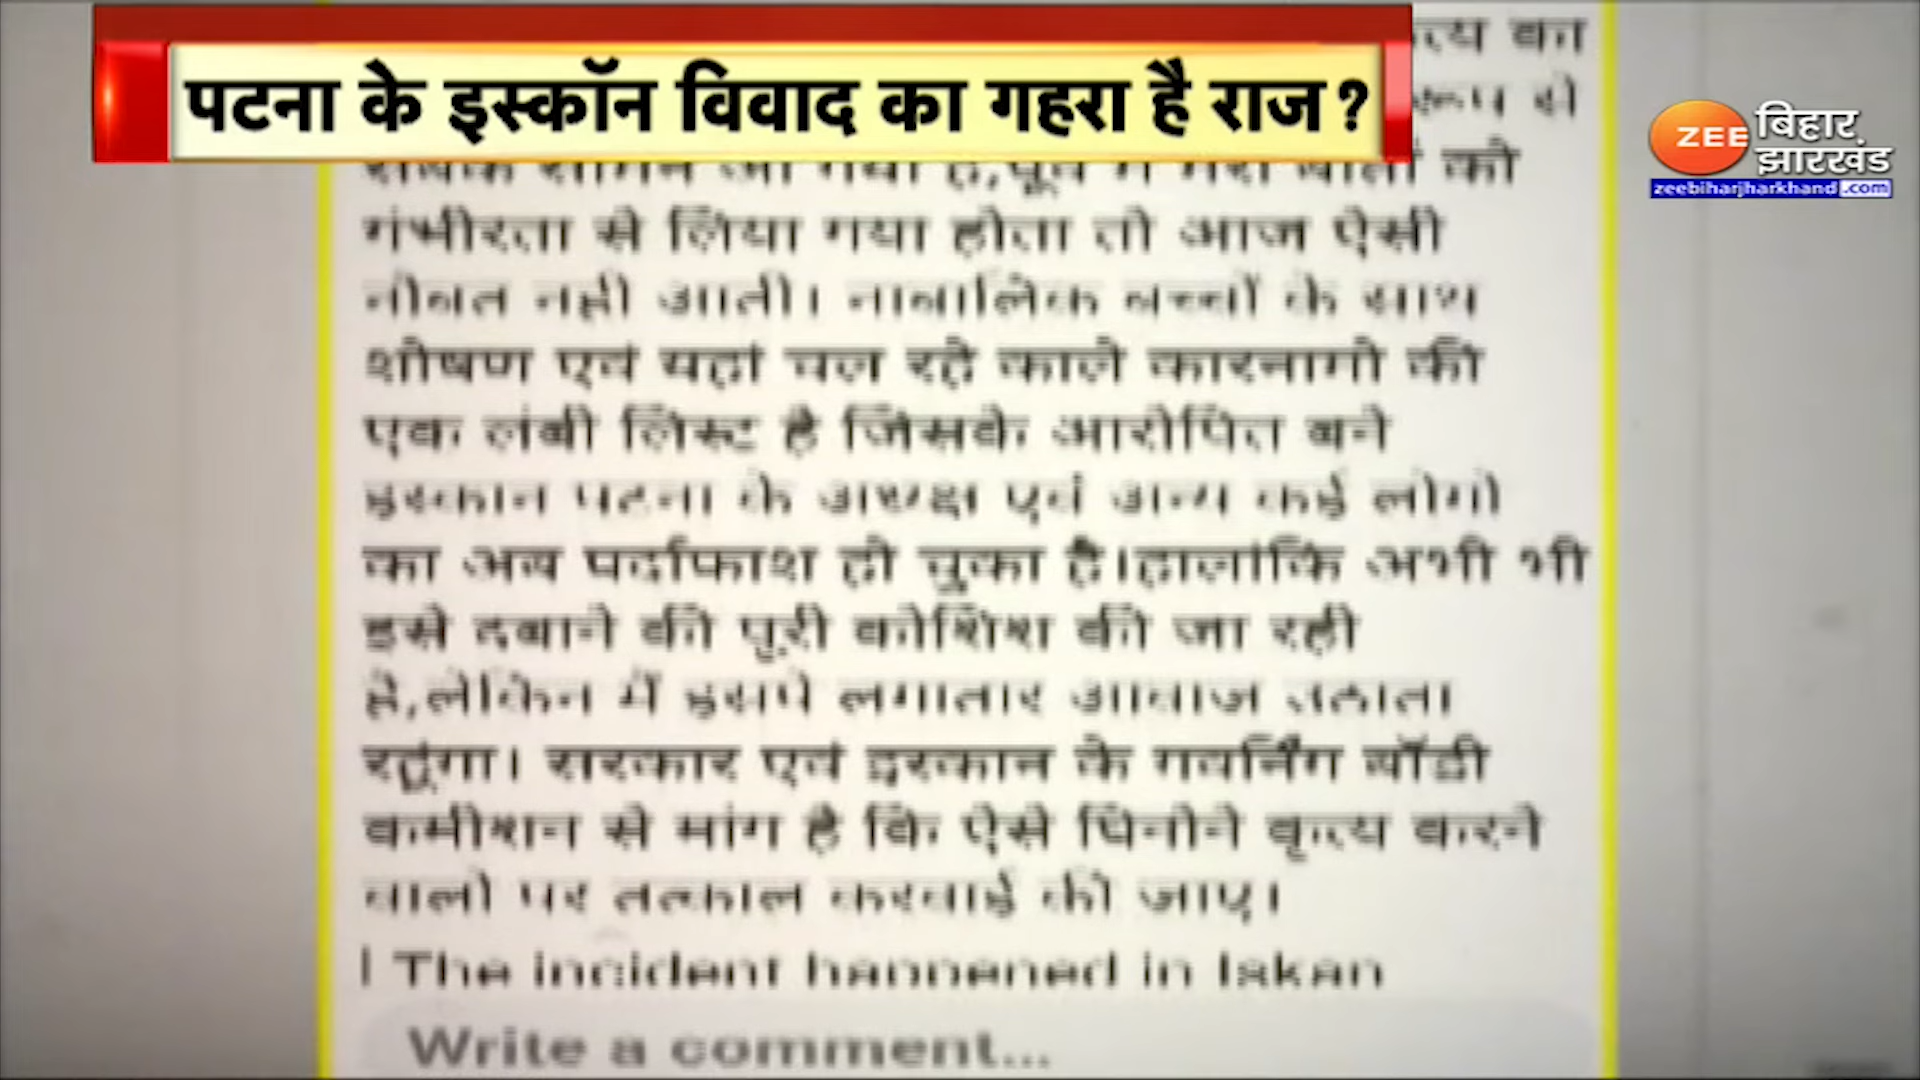 पटना के इस्कॉन विवाद का गहरा है राज?
ZEE बिहार झारखंड
zeebiharjharkhand.com
त्य का
रूप से
सबके सामने आ गया है,पूर्व में मेरी बातों को
गंभीरता से लिया गया होता तो आज ऐसी
नौबत नहीं आती। नाबालिक बच्चों के साथ
शोषण एवं यहां चल रहे काले कारनामो की
एक लंबी लिस्ट है जिसके आरोपित बने
इस्कान पटना के अध्यक्ष एवं अन्य कई लोगो
का अब पर्दाफाश हो चुका है।हालांकि अभी भी
इसे दबाने की पुरी कोशिश की जा रही
है,लेकिन में इसपे लगातार आवाज उठाता
रहूंगा। सरकार एवं इस्कान के गवर्निंग बॉडी
कमीशन से मांग है कि ऐसे घिनोने कृत्य करने
वालो पर तत्काल करवाई की जाए।
The incident happened in Iskan
Write a comment...